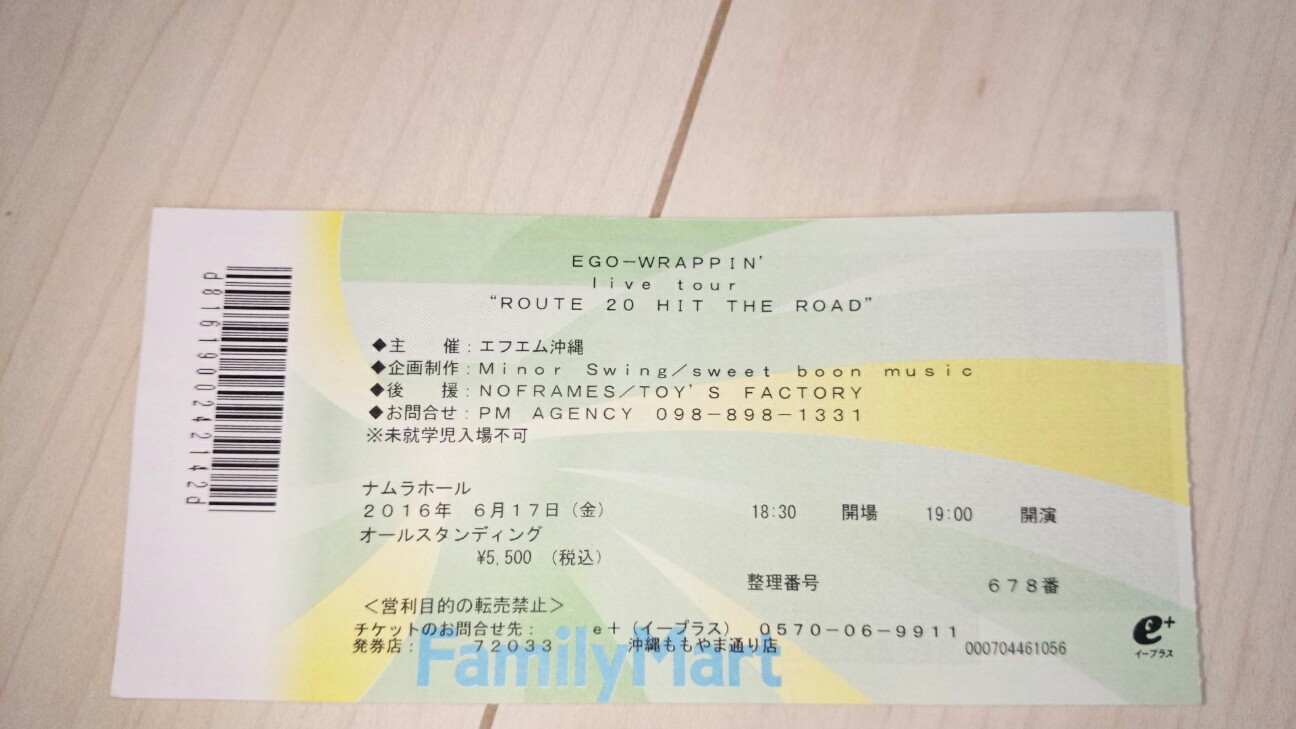 EGO-WRAPPIN'
live tour
“ROUTE 20 HIT THE ROAD”
◆主　催：エフエム沖縄
◆企画制作：Minor Swing／sweet boon music
◆後　援：NOFRAMES／TOY'S FACTORY
◆お問合せ：PM AGENCY 098-898-1331
※未就学児入場不可
ナムラホール
2016年 6月17日（金） 18:30 開場 19:00 開演
オールスタンディング
¥5,500 （税込）
整理番号 678番
＜営利目的の転売禁止＞
チケットのお問合せ先： e＋（イープラス） 0570-06-9911
発券店： 72033 沖縄ももやま通り店 000704461056
FamilyMart
e+
イープラス
d8161900242142d